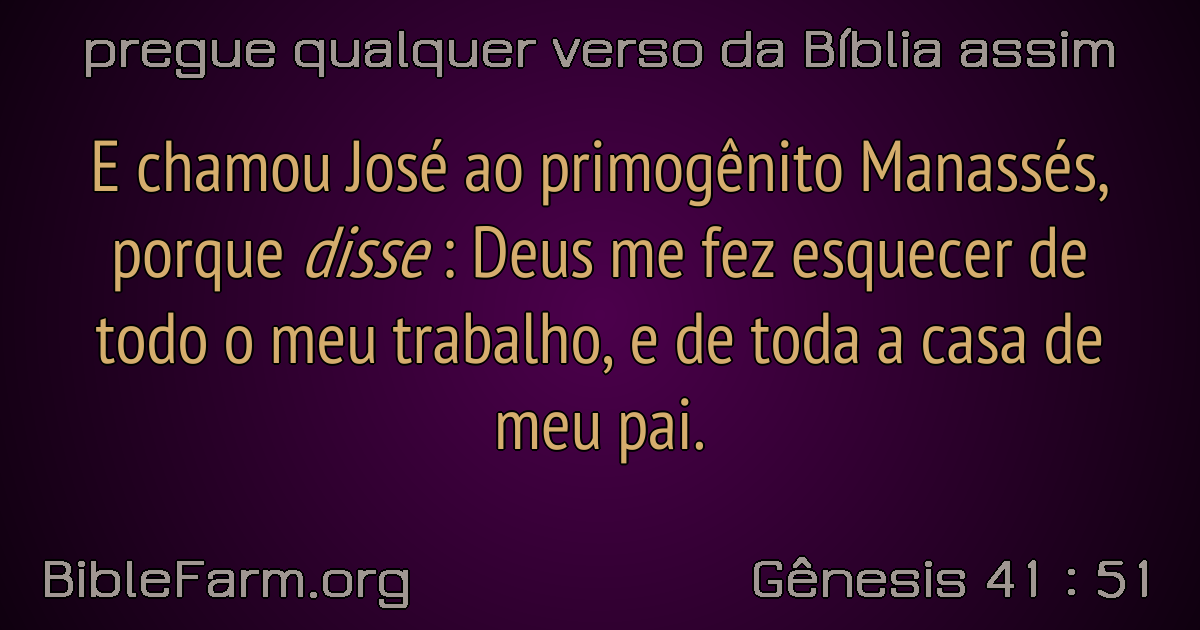 pregue qualquer verso da Bíblia assim
E chamou José ao primogênito Manassés,
porque disse : Deus me fez esquecer de
todo o meu trabalho, e de toda a casa de
meu pai.
BibleFarm.org
Gênesis 41 : 51